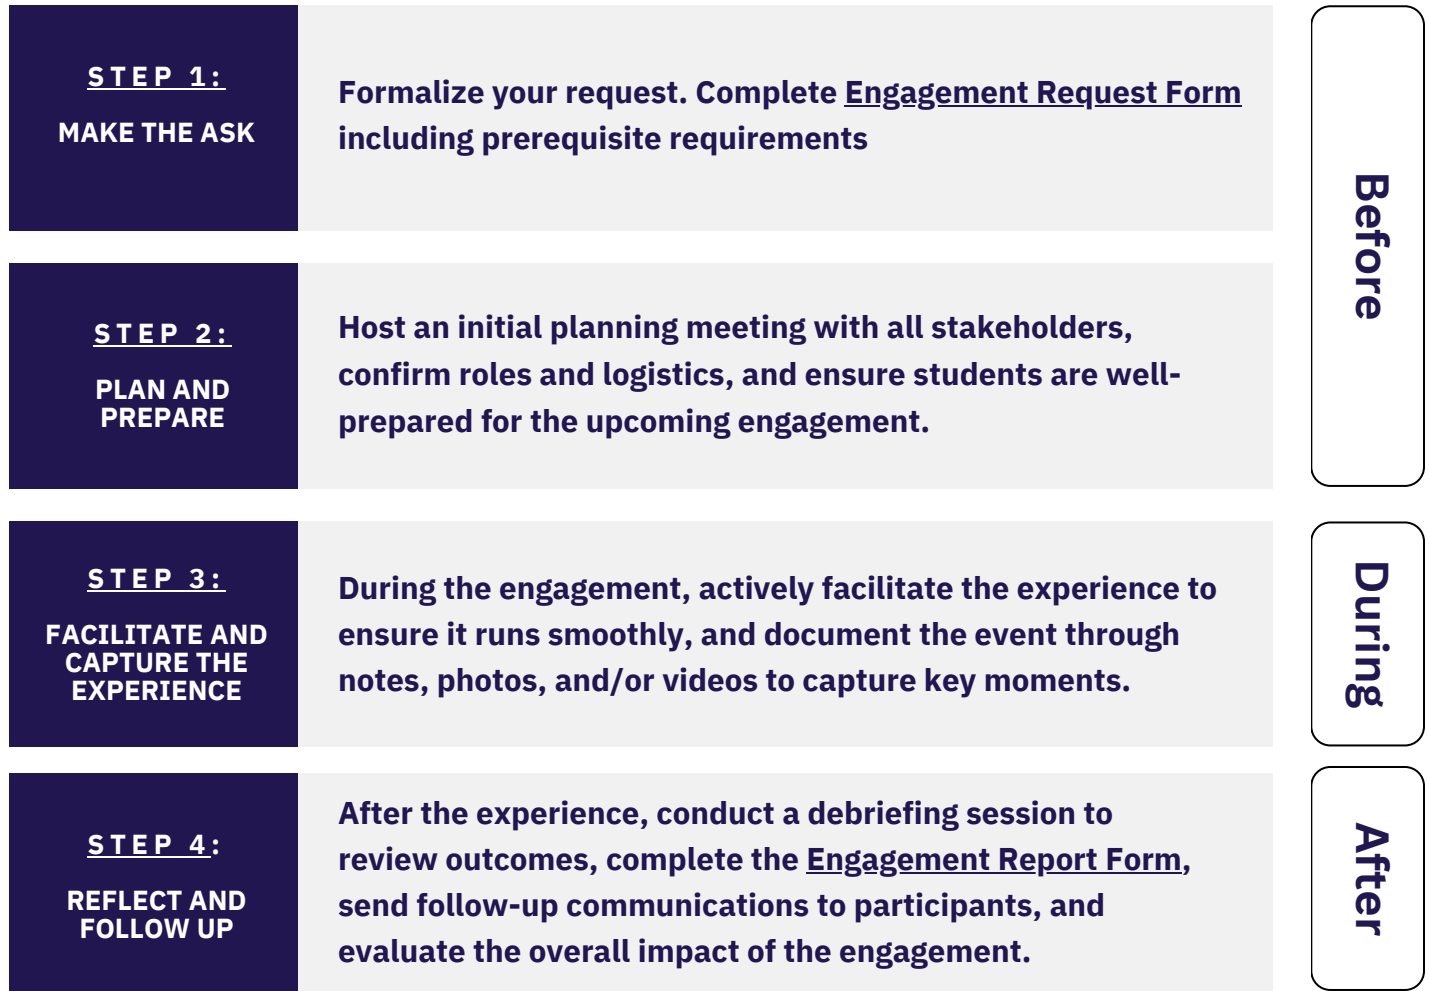 STEP 1:
MAKE THE ASK
Formalize your request. Complete Engagement Request Form
including prerequisite requirements
Before
STEP 2:
PLAN AND
PREPARE
Host an initial planning meeting with all stakeholders,
confirm roles and logistics, and ensure students are well-
prepared for the upcoming engagement.
STEP 3:
FACILITATE AND
CAPTURE THE
EXPERIENCE
During the engagement, actively facilitate the experience to
ensure it runs smoothly, and document the event through
notes, photos, and/or videos to capture key moments.
During
STEP 4:
REFLECT AND
FOLLOW UP
After the experience, conduct a debriefing session to
review outcomes, complete the Engagement Report Form,
send follow-up communications to participants, and
evaluate the overall impact of the engagement.
After